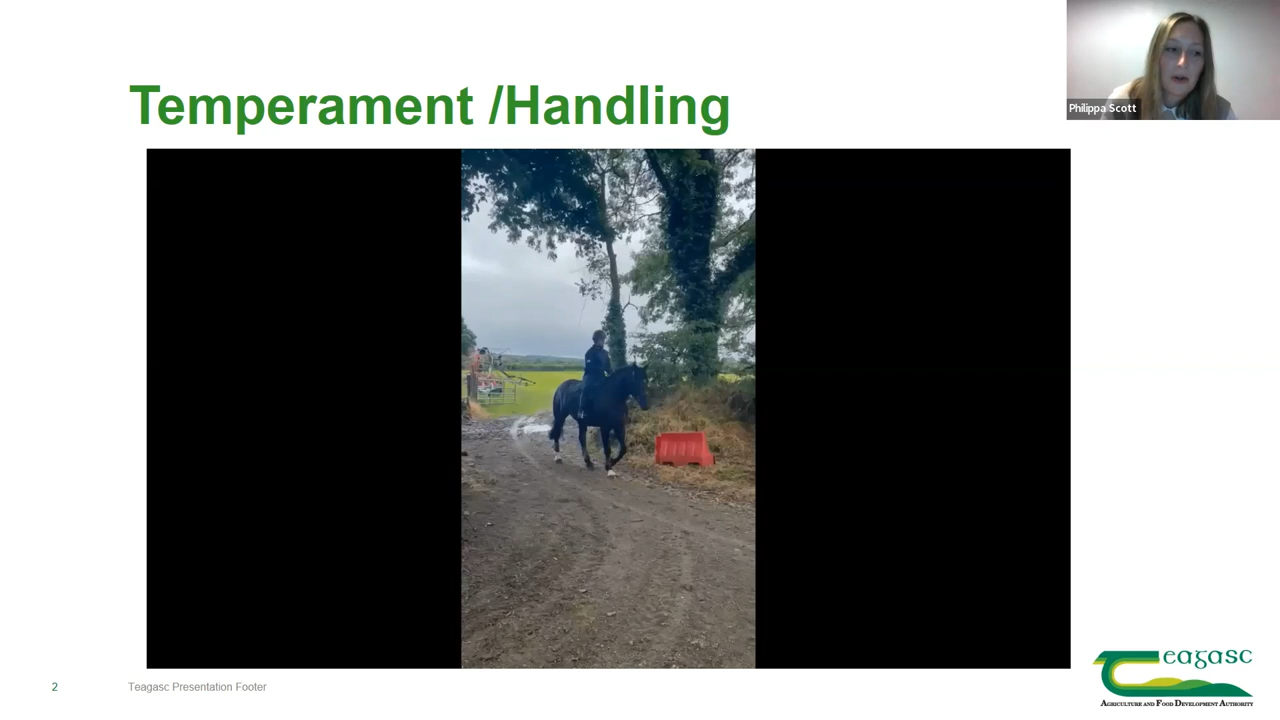 Temperament /Handling
Philippa Scott
2
Teagasc Presentation Footer
Teagasc
AGRICULTURE AND FOOD DEVELOPMENT AUTHORITY